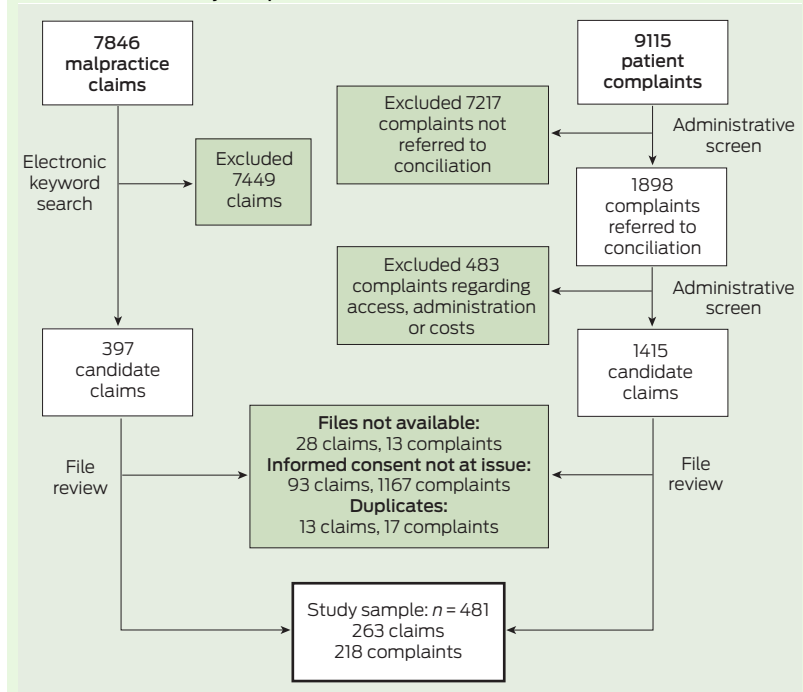 7846
malpractice
claims
9115
patient
complaints
Excluded 7217
complaints not
referred to
conciliation
Administrative
screen
Electronic
keyword
search
Excluded
7449
claims
1898
complaints
referred to
conciliation
Excluded 483
complaints regarding
access, administration
or costs
Administrative
screen
397
candidate
claims
1415
candidate
claims
File
review
Files not available:
28 claims, 13 complaints
Informed consent not at issue:
93 claims, 1167 complaints
Duplicates:
13 claims, 17 complaints
File
review
Study sample: n = 481
263 claims
218 complaints